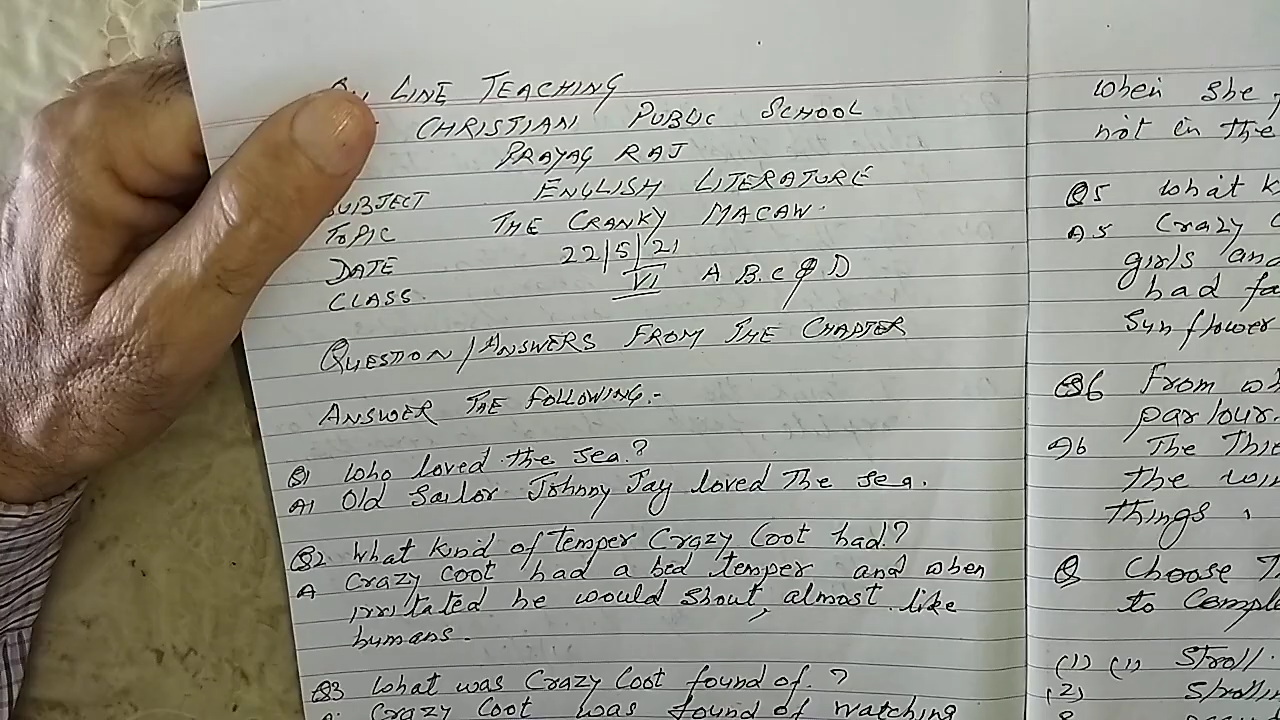 LINE TEACHING
CHRISTIAN PUBLIC SCHOOL
PRAYAG RAJ
SUBJECT ENGLISH LITERATURE
TOPIC THE CRANKY MACAW.
DATE 22/5/21
CLASS. VI A B.C & D
QUESTION/ANSWERS FROM THE CHAPTER
ANSWER THE FOLLOWING.-
Q1 Who loved the sea.?
A1 Old Sailor Johnny Jay loved The sea.
Q2 What kind of temper Crazy Coot had.?
A Crazy Coot had a bed temper and when
irritated he would shout, almost like
humans.
Q3 What was Crazy Coot found of. ?
A. Crazy Coot was found of watching
when she
not in the
Q5 What
A5 Crazy
girls and
had
Sunflower
Q6 From
parlour.
A6 The
the
things,
Q Choose
to
(1) (1) Stroll.
(2)